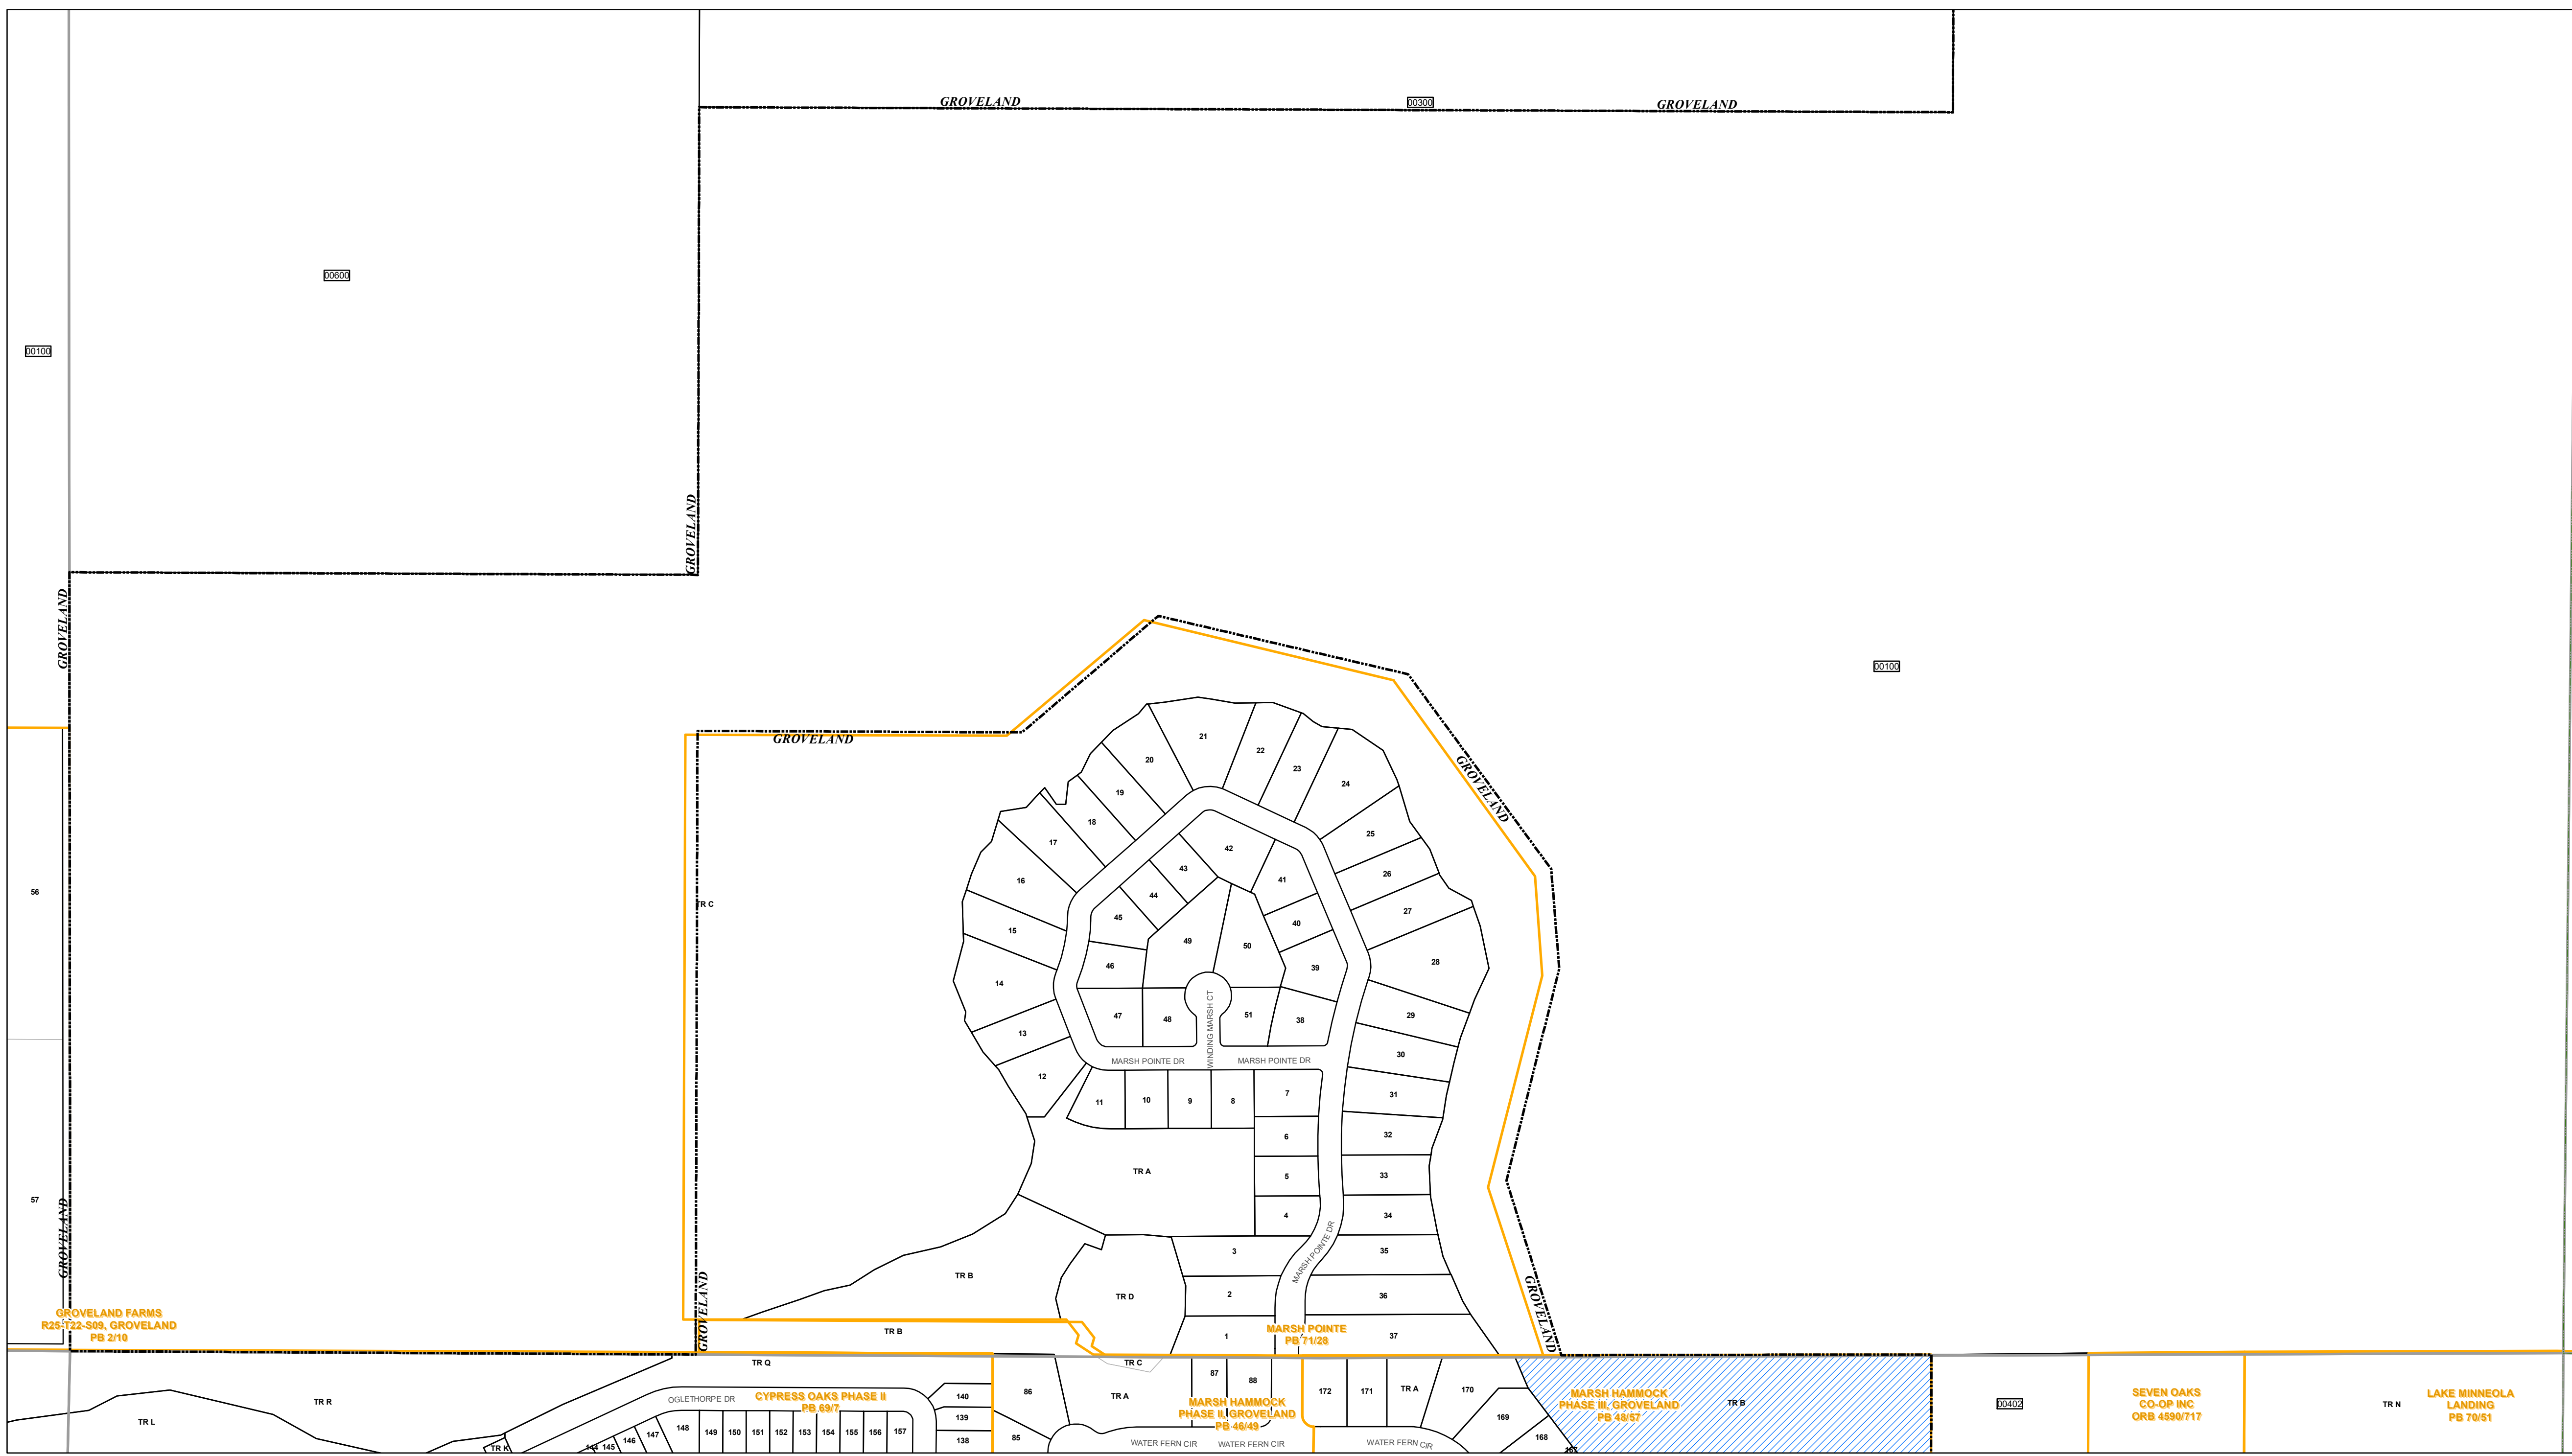 GROVELAND
00300
GROVELAND
00600
00100
GROVELAND
GROVELAND
00100
GROVELAND
GROVELAND
21
22
20
23
24
19
18
25
17
42
43
26
16
41
44
56
TR C
27
45
40
15
49
50
28
46
39
14
WINDING MARSH CT
47
48
51
38
29
13
30
MARSH POINTE DR
MARSH POINTE DR
12
7
31
11
10
9
8
32
6
TR A
5
33
57
GROVELAND
4
34
MARSH POINTE DR
3
35
TR B
2
TR D
36
GROVELAND
GROVELAND
GROVELAND FARMS
R25-T22-S09, GROVELAND
PB 2/10
TR B
1
MARSH POINTE
PB 71/28
37
TR Q
TR C
87
88
86
TR A
172
171
TR A
170
140
139
138
85
OGLETHORPE DR
CYPRESS OAKS PHASE II
PB 69/7
MARSH HAMMOCK
PHASE II, GROVELAND
PB 46/49
MARSH HAMMOCK
PHASE III, GROVELAND
PB 48/57
TR B
00402
SEVEN OAKS
CO-OP INC
ORB 4590/717
TR N
LAKE MINNEOLA
LANDING
PB 70/51
TR R
TR L
TR K
144
145
146
147
148
149
150
151
152
153
154
155
156
157
WATER FERN CIR
WATER FERN CIR
WATER FERN CIR
169
168
167